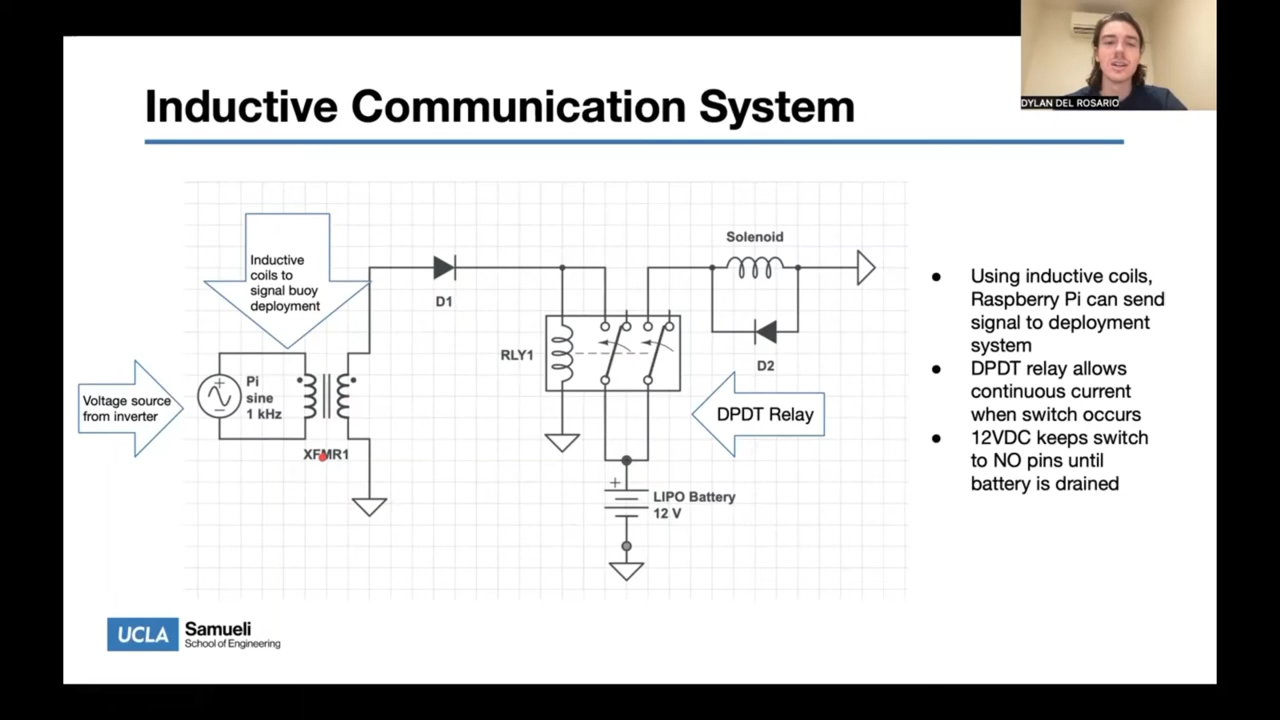 Inductive Communication System
DYLAN DEL ROSARIO
Inductive
coils to
signal buoy
deployment
Voltage source
from inverter
Pi
sine
1 kHz
XFMR1
D1
RLY1
Solenoid
D2
DPDT Relay
+
LIPO Battery
12 V
● Using inductive coils,
Raspberry Pi can send
signal to deployment
system
● DPDT relay allows
continuous current
when switch occurs
● 12VDC keeps switch
to NO pins until
battery is drained
UCLA Samueli
School of Engineering